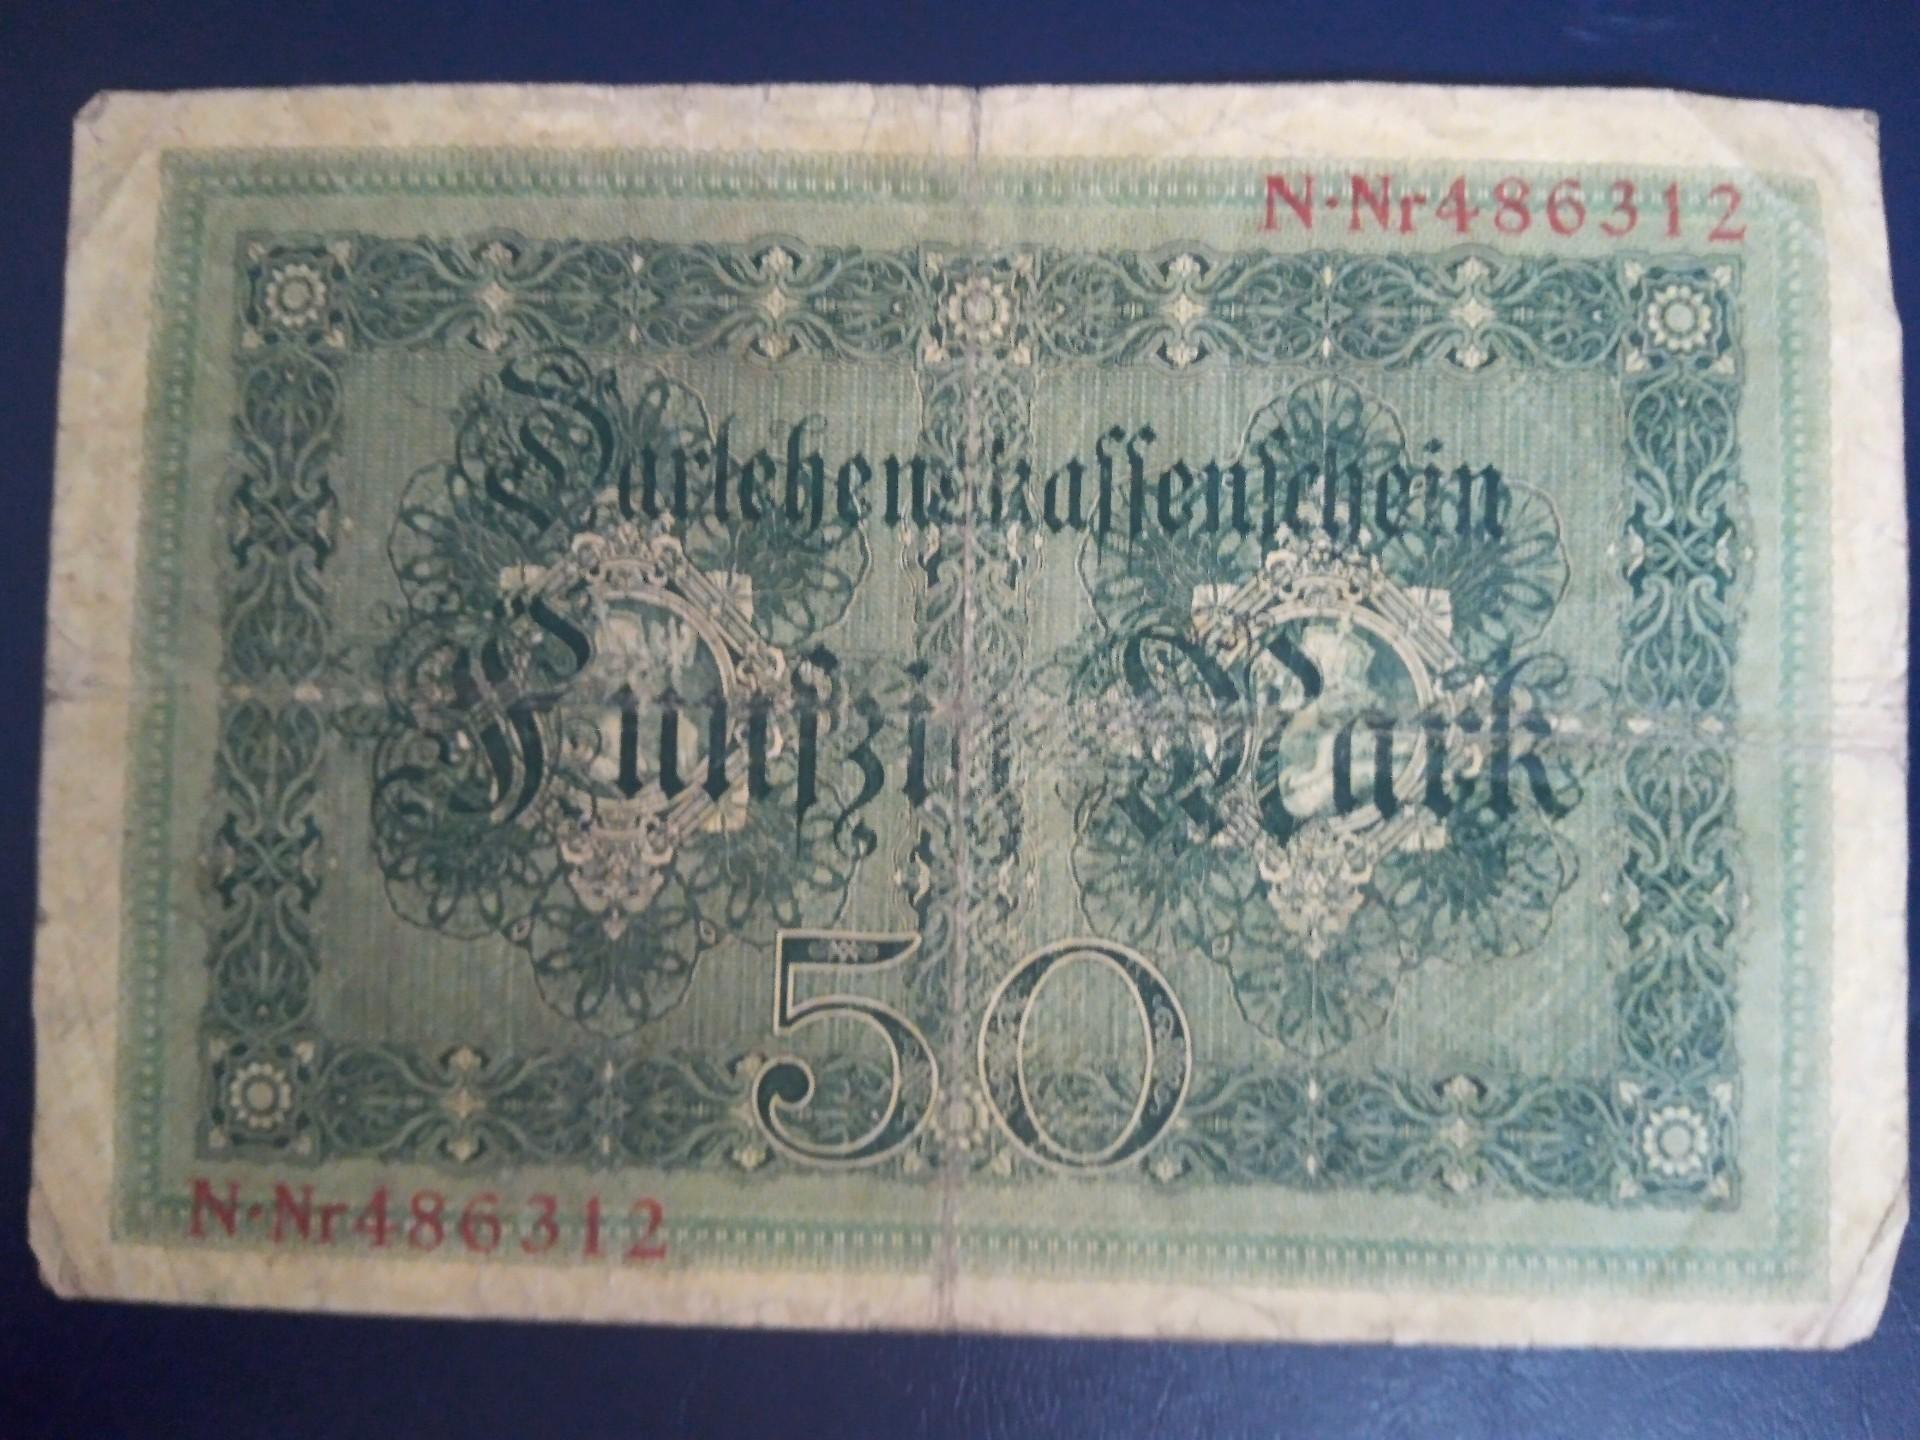 N·Nr486312
Darlehenskassenschein
Fünfzig Mark
50
N·Nr486312